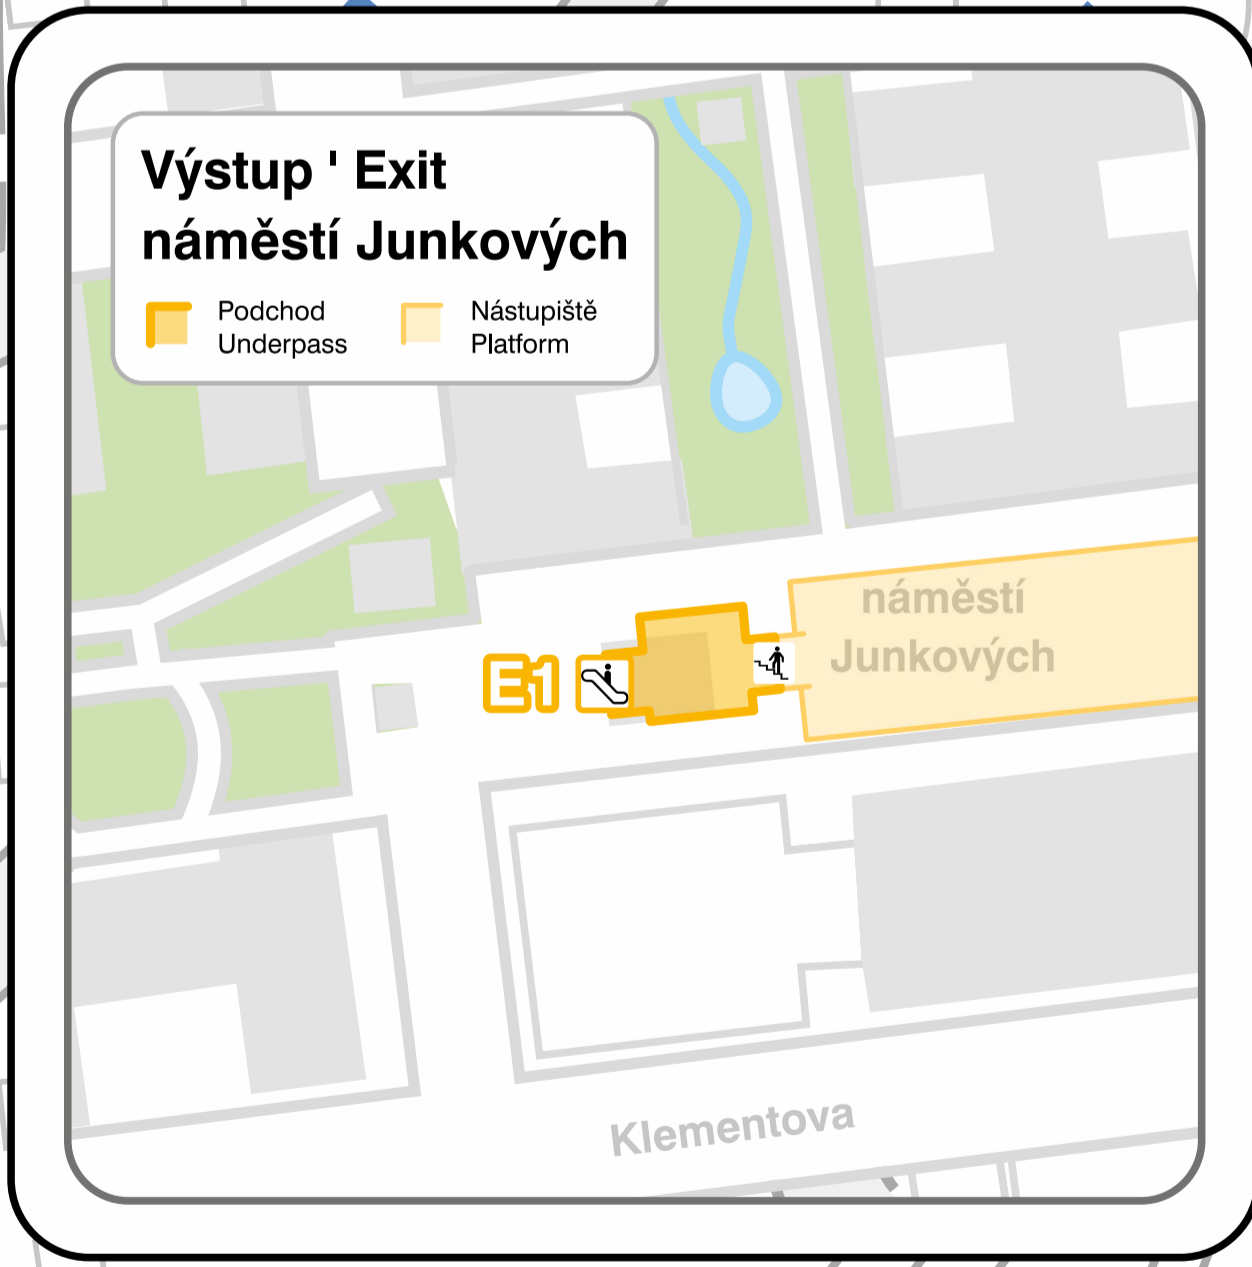 Výstup ' Exit
náměstí Junkových
Podchod
Underpass
Nástupiště
Platform
náměstí
Junkových
E1
Klementova